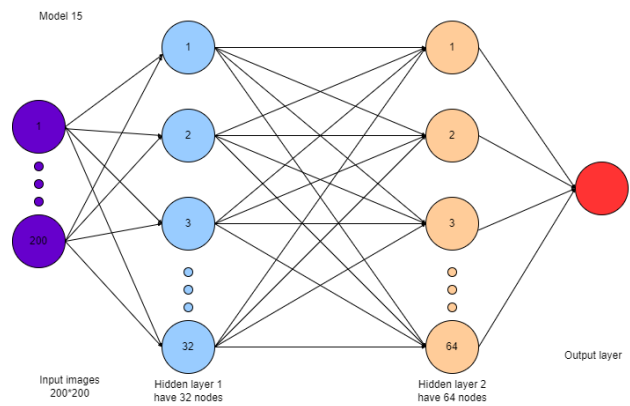 Model 15
1
200
1
2
3
32
1
2
3
64
Input images
200*200
Hidden layer 1
have 32 nodes
Hidden layer 2
have 64 nodes
Output layer